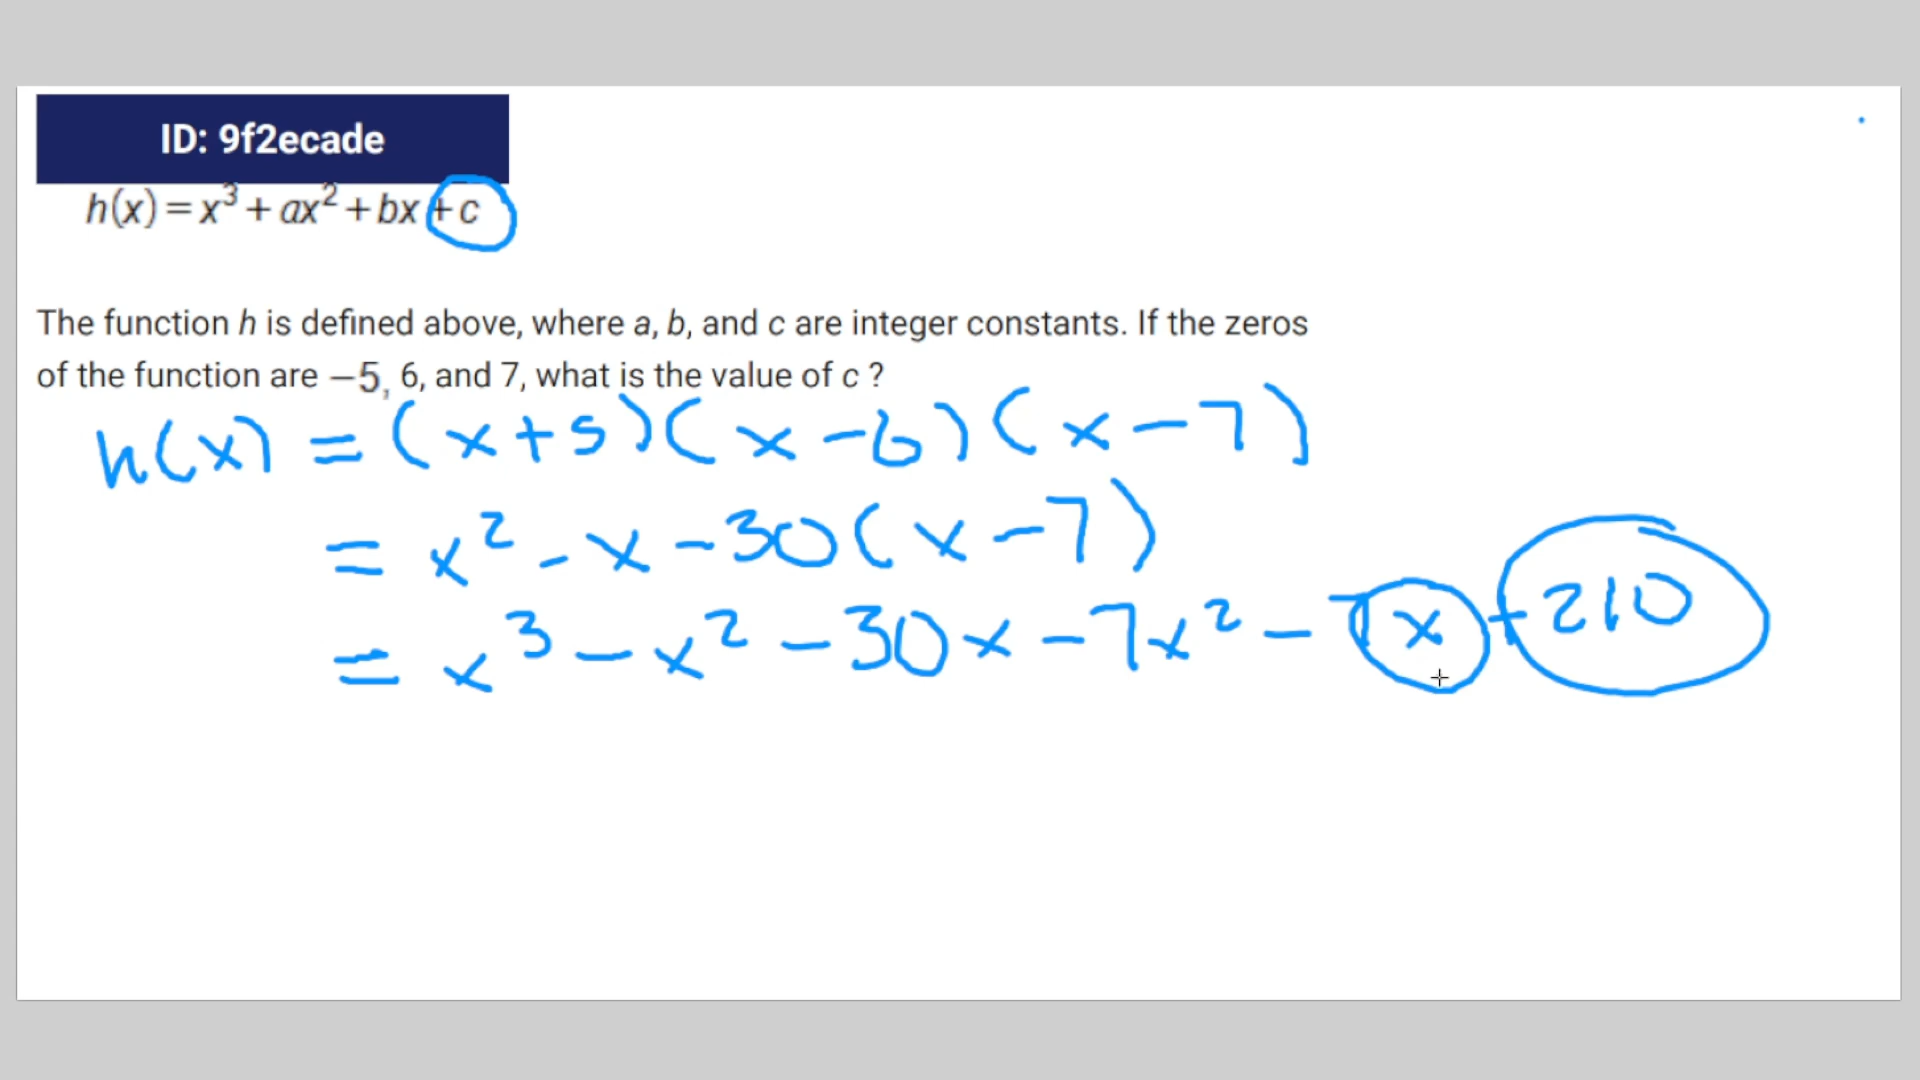 ID: 9f2ecade
h(x) = x³ + ax² + bx + c
The function h is defined above, where a, b, and c are integer constants. If the zeros
of the function are −5, 6, and 7, what is the value of c ?
h(x) = (x+5)(x-6)(x-7)
= x² - x - 30(x-7)
= x³ - x² - 30x - 7x² - 7x + 210